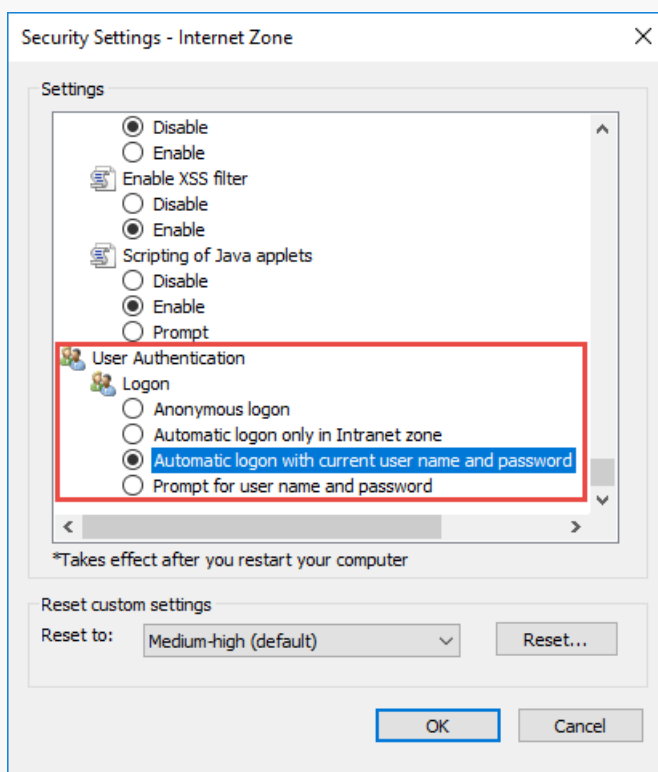 Security Settings - Internet Zone
Settings
Disable
Enable
Enable XSS filter
Disable
Enable
Scripting of Java applets
Disable
Enable
Prompt
User Authentication
Logon
Anonymous logon
Automatic logon only in Intranet zone
Automatic logon with current user name and password
Prompt for user name and password
*Takes effect after you restart your computer
Reset custom settings
Reset to: Medium-high (default) Reset...
OK Cancel